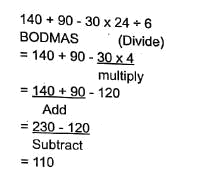 140 + 90 - 30 x 24 ÷ 6
BODMAS (Divide)
= 140 + 90 - 30 x 4
multiply
= 140 + 90 - 120
Add
= 230 - 120
Subtract
= 110